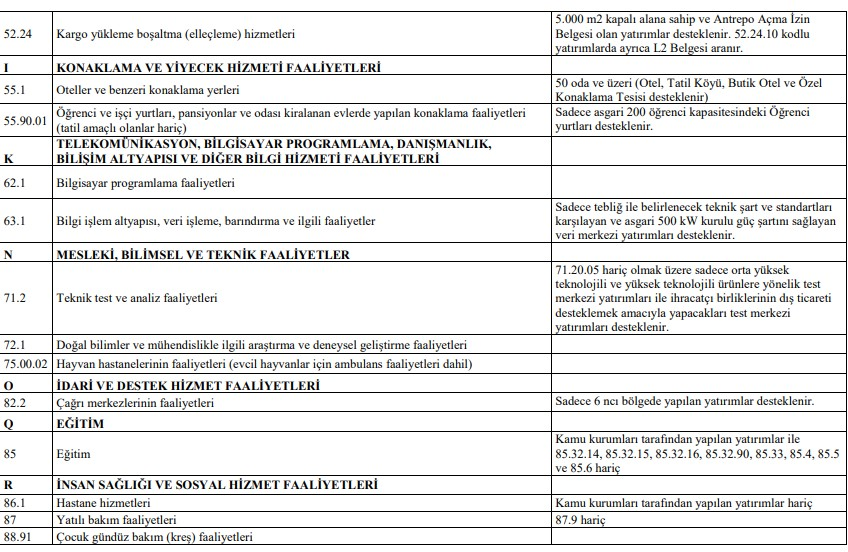 52.24 Kargo yükleme boşaltma (elleçleme) hizmetleri
5.000 m2 kapalı alana sahip ve Antrepo Açma İzin
Belgesi olan yatırımlar desteklenir. 52.24.10 kodlu
yatırımlarda ayrıca L2 Belgesi aranır.
I KONAKLAMA VE YİYECEK HİZMETİ FAALİYETLERİ
55.1 Oteller ve benzeri konaklama yerleri
50 oda ve üzeri (Otel, Tatil Köyü, Butik Otel ve Özel
Konaklama Tesisi desteklenir)
55.90.01 Öğrenci ve işçi yurtları, pansiyonlar ve odası kiralanan evlerde yapılan konaklama faaliyetleri
(tatil amaçlı olanlar hariç)
Sadece asgari 200 öğrenci kapasitesindeki Öğrenci
yurtları desteklenir.
K TELEKOMÜNİKASYON, BİLGİSAYAR PROGRAMLAMA, DANIŞMANLIK,
BİLİŞİM ALTYAPISI VE DİĞER BİLGİ HİZMETİ FAALİYETLERİ
62.1 Bilgisayar programlama faaliyetleri
63.1 Bilgi işlem altyapısı, veri işleme, barındırma ve ilgili faaliyetler
Sadece tebliğ ile belirlenecek teknik şart ve standartları
karşılayan ve asgari 500 kW kurulu güç şartını sağlayan
veri merkezi yatırımları desteklenir.
N MESLEKİ, BİLİMSEL VE TEKNİK FAALİYETLER
71.2 Teknik test ve analiz faaliyetleri
71.20.05 hariç olmak üzere sadece orta yüksek
teknolojili ve yüksek teknolojili ürünlere yönelik test
merkezi yatırımları ile ihracatçı birliklerinin dış ticareti
desteklemek amacıyla yapacakları test merkezi
yatırımları desteklenir.
72.1 Doğal bilimler ve mühendislikle ilgili araştırma ve deneysel geliştirme faaliyetleri
75.00.02 Hayvan hastanelerinin faaliyetleri (evcil hayvanlar için ambulans faaliyetleri dahil)
O İDARİ VE DESTEK HİZMET FAALİYETLERİ
82.2 Çağrı merkezlerinin faaliyetleri
Sadece 6 ncı bölgede yapılan yatırımlar desteklenir.
Q EĞİTİM
85 Eğitim
Kamu kurumları tarafından yapılan yatırımlar ile
85.32.14, 85.32.15, 85.32.16, 85.32.90, 85.33, 85.4, 85.5
ve 85.6 hariç
R İNSAN SAĞLIĞI VE SOSYAL HİZMET FAALİYETLERİ
86.1 Hastane hizmetleri
Kamu kurumları tarafından yapılan yatırımlar hariç
87 Yatılı bakım faaliyetleri
87.9 hariç
88.91 Çocuk gündüz bakım (kreş) faaliyetleri